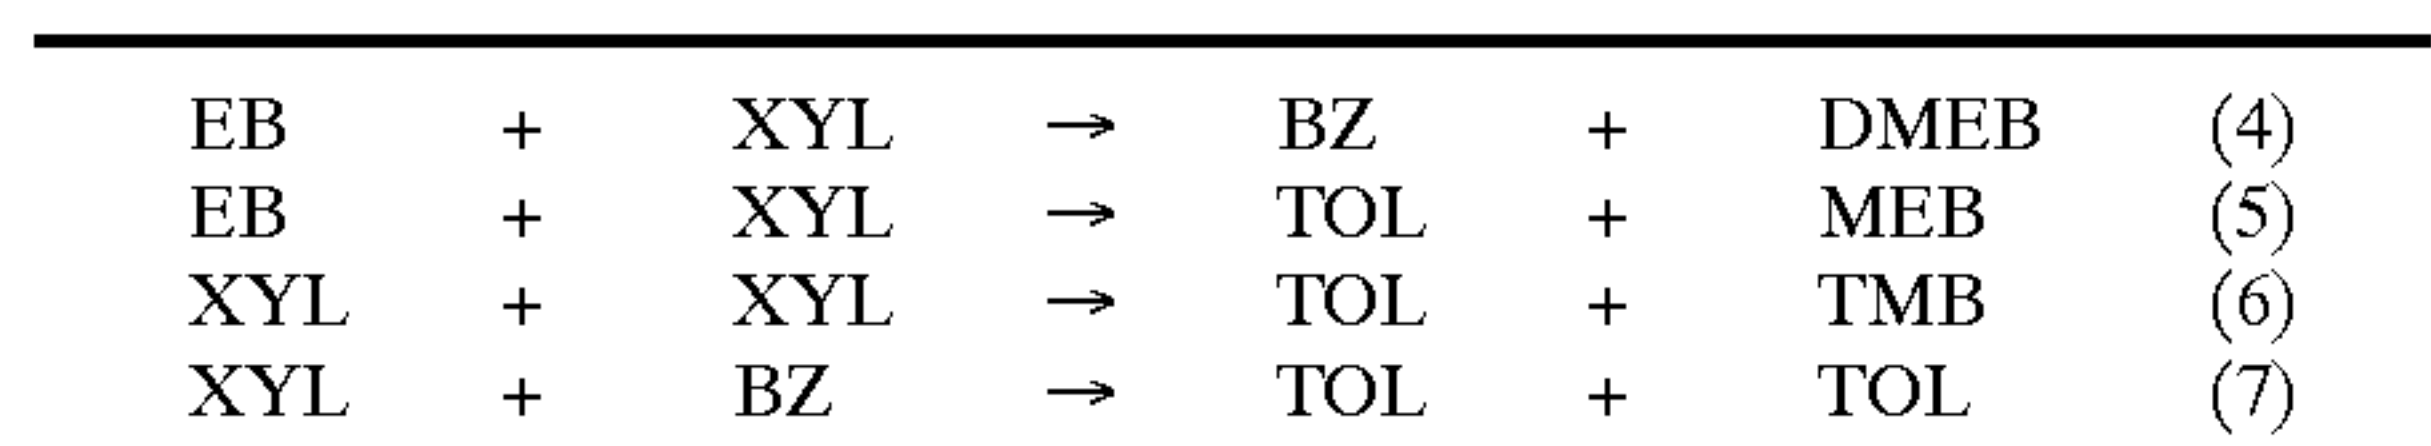 EB + XYL → BZ + DMEB (4)
EB + XYL → TOL + MEB (5)
XYL + XYL → TOL + TMB (6)
XYL + BZ → TOL + TOL (7)